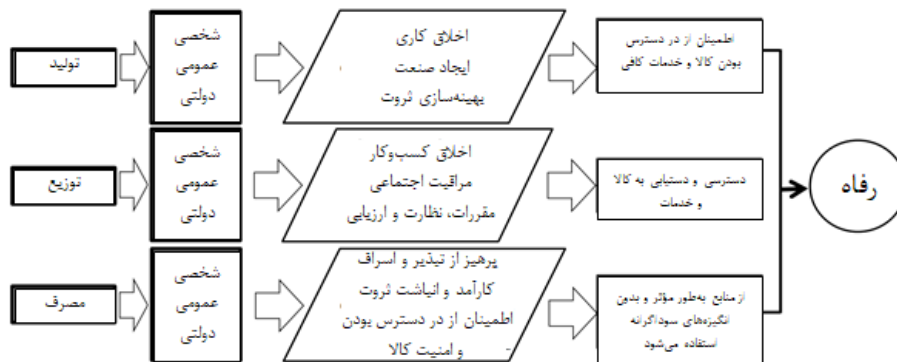 تولید
شخصی
عمومی
دولتی
اخلاق کاری
ایجاد صنعت
بهینه‌سازی ثروت
اطمینان از در دسترس
بودن کالا و خدمات کافی
توزیع
شخصی
عمومی
دولتی
اخلاق کسب‌وکار
مراقبت اجتماعی
مقررات، نظارت و ارزیابی
دسترسی و دستیابی به کالا
و خدمات
مصرف
شخصی
عمومی
دولتی
پرهیز از تبذیر و اسراف
کارآمد و انباشت ثروت
اطمینان از در دسترس بودن
و امنیت کالا
از منابع به‌طور مؤثر و بدون
انگیزه‌های سوداگرانه
استفاده می‌شود
رفاه